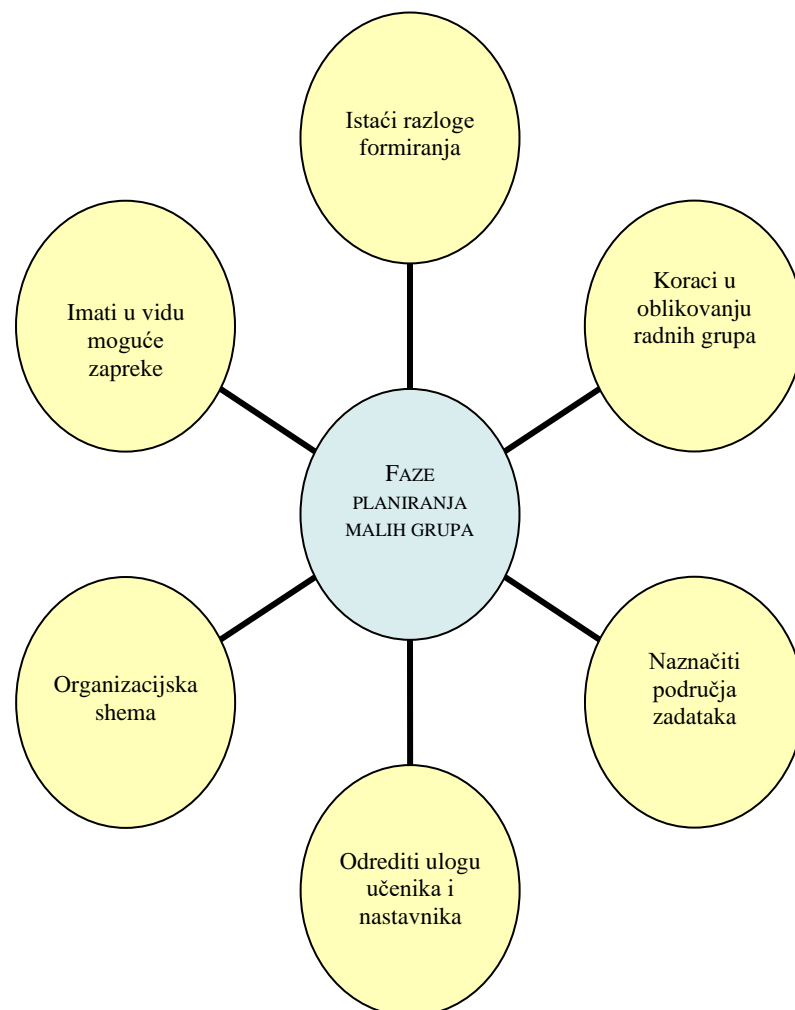 Istaći razloge
formiranja
Koraci u
oblikovanju
radnih grupa
Imati u vidu
moguće
zapreke
FAZE
PLANIRANJA
MALIH GRUPA
Naznačiti
područja
zadataka
Organizacijska
shema
Odrediti ulogu
učenika i
nastavnika